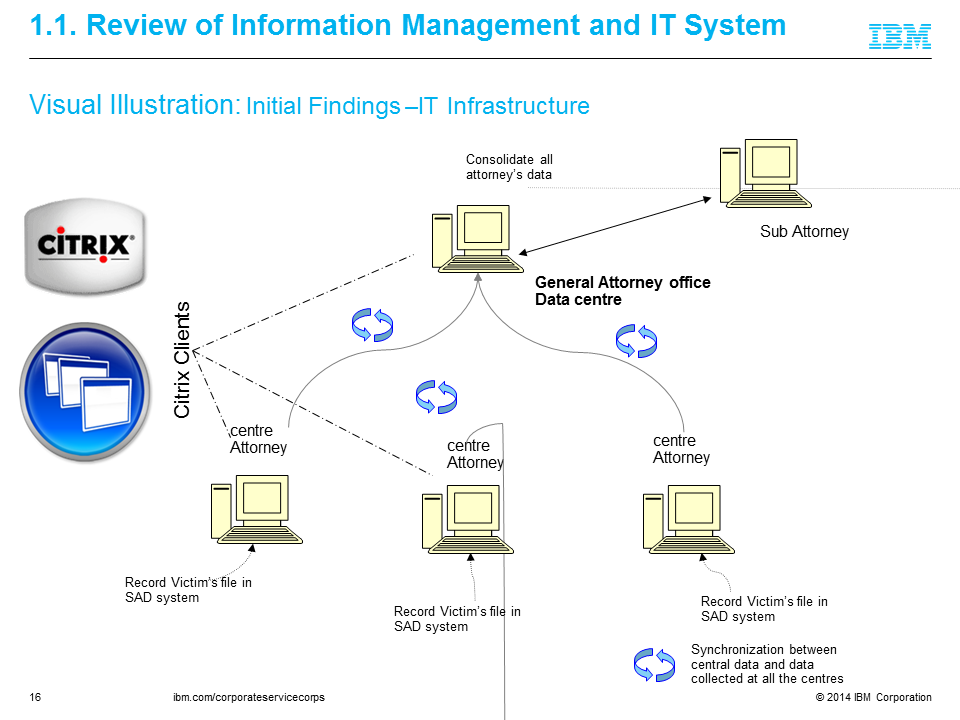 1.1. Review of Information Management and IT System
IBM
Visual Illustration: Initial Findings –IT Infrastructure
Consolidate all
attorney's data
Sub Attorney
CİTRIX®
General Attorney office
Data centre
Citrix Clients
centre
Attorney
centre
Attorney
centre
Attorney
Record Victim's file in
SAD system
Record Victim's file in
SAD system
Record Victim's file in
SAD system
Synchronization between
central data and data
collected at all the centres
16
ibm.com/corporateservicecorps
© 2014 IBM Corporation